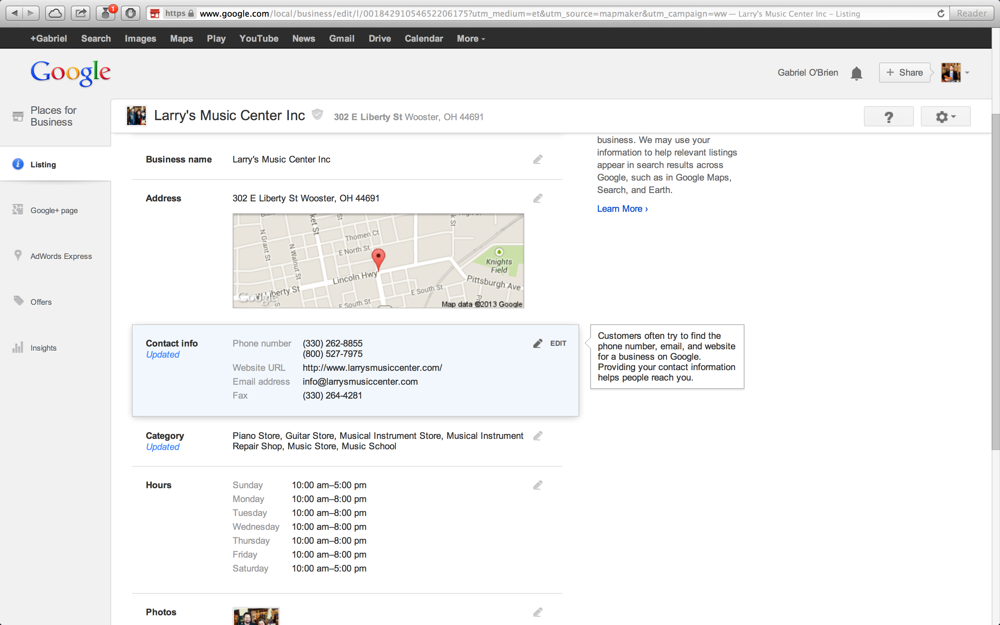 1
https www.google.com/local/business/edit/l/00184291054652206175?utm_medium=et&utm_source=mapmaker&utm_campaign=ww — Larry's Music Center Inc – Listing Reader
+Gabriel Search Images Maps Play YouTube News Gmail Drive Calendar More
Google
Gabriel O'Brien + Share
Places for
Business
Larry's Music Center Inc 302 E Liberty St Wooster, OH 44691 ?
Listing
Google+ page
AdWords Express
Offers
Insights
business. We may use your
information to help relevant listings
appear in search results across
Google, such as in Google Maps,
Search, and Earth.
Learn More ›
Business name Larry's Music Center Inc
Address 302 E Liberty St Wooster, OH 44691
ket St
St
k St
High St
N Grant St
Thomen Ct
N Walnut St
E North St
Knights
Field
Lincoln Hwy
Pittsburgh Ave
W Liberty St
E South St
E South St
Google
Map data ©2013 Google
Contact info
Updated
Phone number (330) 262-8855
(800) 527-7975
Website URL http://www.larrysmusiccenter.com/
Email address info@larrysmusiccenter.com
Fax (330) 264-4281
EDIT
Customers often try to find the
phone number, email, and website
for a business on Google.
Providing your contact information
helps people reach you.
Category
Updated
Piano Store, Guitar Store, Musical Instrument Store, Musical Instrument
Repair Shop, Music Store, Music School
Hours
Sunday 10:00 am–5:00 pm
Monday 10:00 am–8:00 pm
Tuesday 10:00 am–8:00 pm
Wednesday 10:00 am–8:00 pm
Thursday 10:00 am–8:00 pm
Friday 10:00 am–8:00 pm
Saturday 10:00 am–5:00 pm
Photos